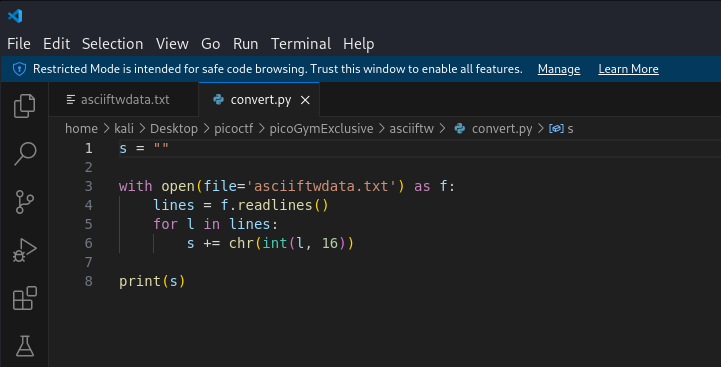 File Edit Selection View Go Run Terminal Help
Restricted Mode is intended for safe code browsing. Trust this window to enable all features. Manage Learn More
asciiftwdata.txt convert.py
home > kali > Desktop > picoctf > picoGymExclusive > asciiftw > convert.py > s
1 s = ""
2
3 with open(file='asciiftwdata.txt') as f:
4     lines = f.readlines()
5     for l in lines:
6         s += chr(int(l, 16))
7
8 print(s)